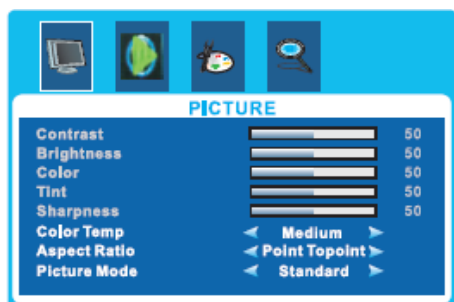 PICTURE
Contrast 50
Brightness 50
Color 50
Tint 50
Sharpness 50
Color Temp Medium
Aspect Ratio Point Topoint
Picture Mode Standard